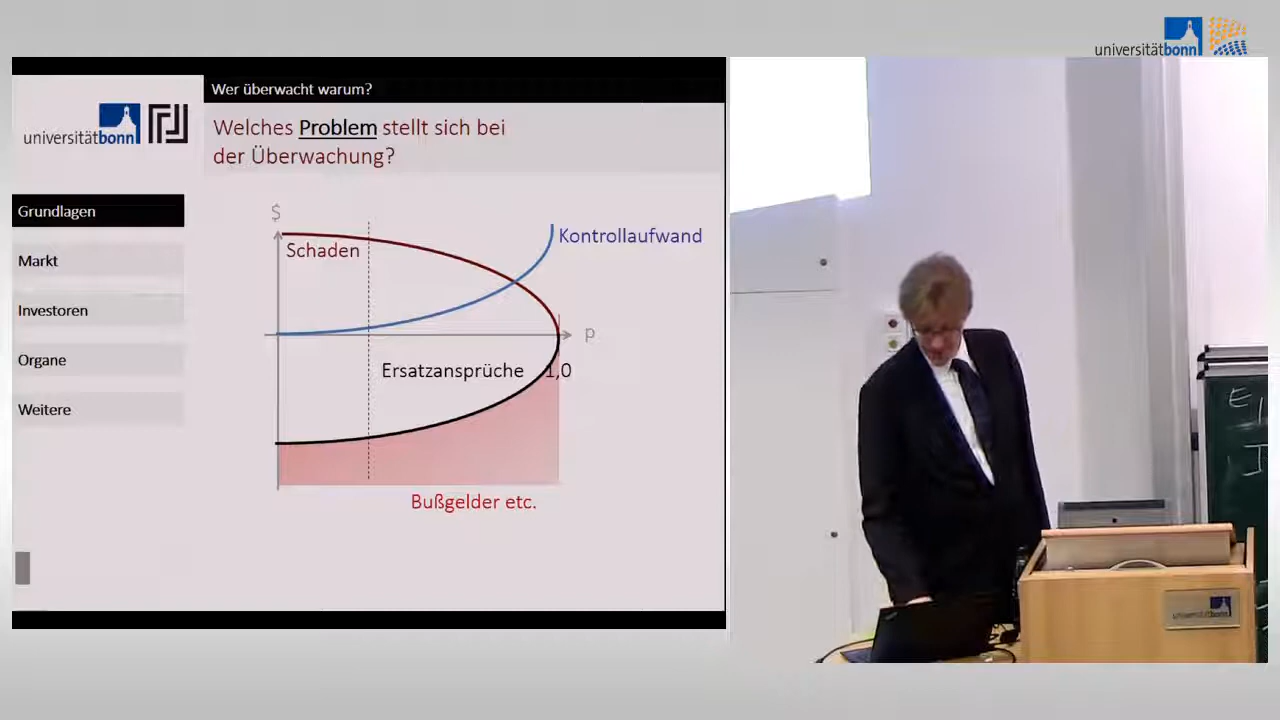 universitätbonn
Wer überwacht warum?
universitätbonn
Welches Problem stellt sich bei
der Überwachung?
Grundlagen
Markt
Investoren
Organe
Weitere
$
Schaden
Kontrollaufwand
p
Ersatzansprüche
1,0
Bußgelder etc.
E
universitätbonn